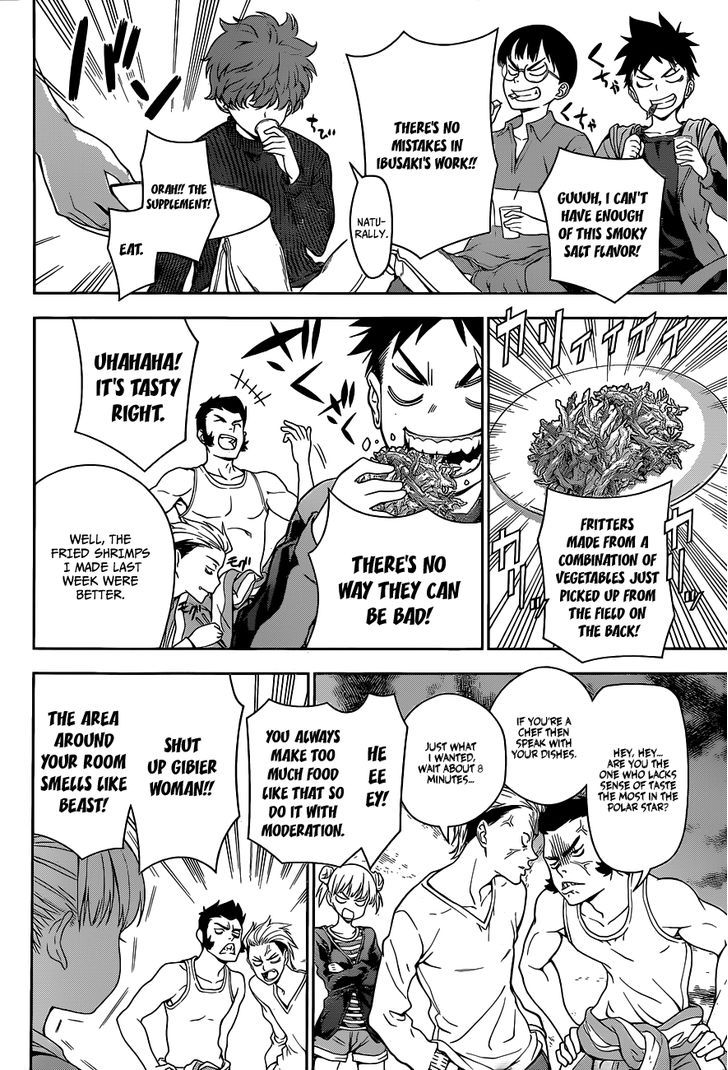 GUUUH, I CAN'T
HAVE ENOUGH
OF THIS SMOKY
SALT FLAVOR!
THERE'S NO
MISTAKES IN
IBUSAKI'S WORK!!
NATU-
RALLY.
ORAH!! THE
SUPPLEMENT!
EAT.
ちび
FRITTERS
MADE FROM A
COMBINATION OF
VEGETABLES JUST
PICKED UP FROM
THE FIELD ON
THE BACK!
THERE'S NO
WAY THEY CAN
BE BAD!
UHAHAHA!
IT'S TASTY
RIGHT.
WELL, THE
FRIED SHRIMPS
I MADE LAST
WEEK WERE
BETTER.
モグ
モグ
HEY, HEY...
ARE YOU THE
ONE WHO LACKS
SENSE OF TASTE
THE MOST IN THE
POLAR STAR?
IF YOU'RE A
CHEF THEN
SPEAK WITH
YOUR DISHES.
JUST WHAT
I WANTED,
WAIT ABOUT 8
MINUTES...
HE
EE
EY!
YOU ALWAYS
MAKE TOO
MUCH FOOD
LIKE THAT SO
DO IT WITH
MODERATION.
SHUT
UP GIBIER
WOMAN!!
THE AREA
AROUND
YOUR ROOM
SMELLS LIKE
BEAST!